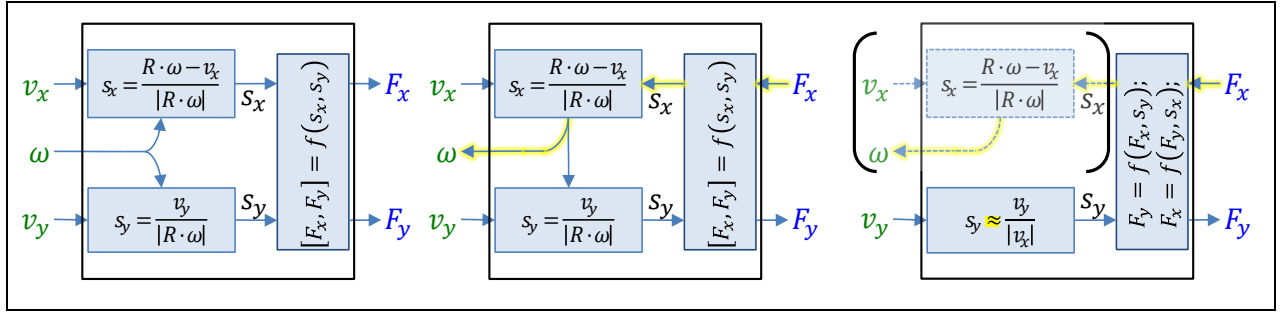 v_x
s_x = (R·ω − v_x) / |R·ω|
s_x
F_x
ω
[F_x, F_y] = f(s_x, s_y)
v_y
s_y = v_y / |R·ω|
s_y
F_y
v_x
s_x = (R·ω − v_x) / |R·ω|
s_x
F_x
ω
[F_x, F_y] = f(s_x, s_y)
v_y
s_y = v_y / |R·ω|
s_y
F_y
v_x
s_x = (R·ω − v_x) / |R·ω|
s_x
F_x
ω
F_y = f(F_x, s_y);
F_x = f(F_y, s_x);
v_y
s_y ≈ v_y / |v_x|
s_y
F_y